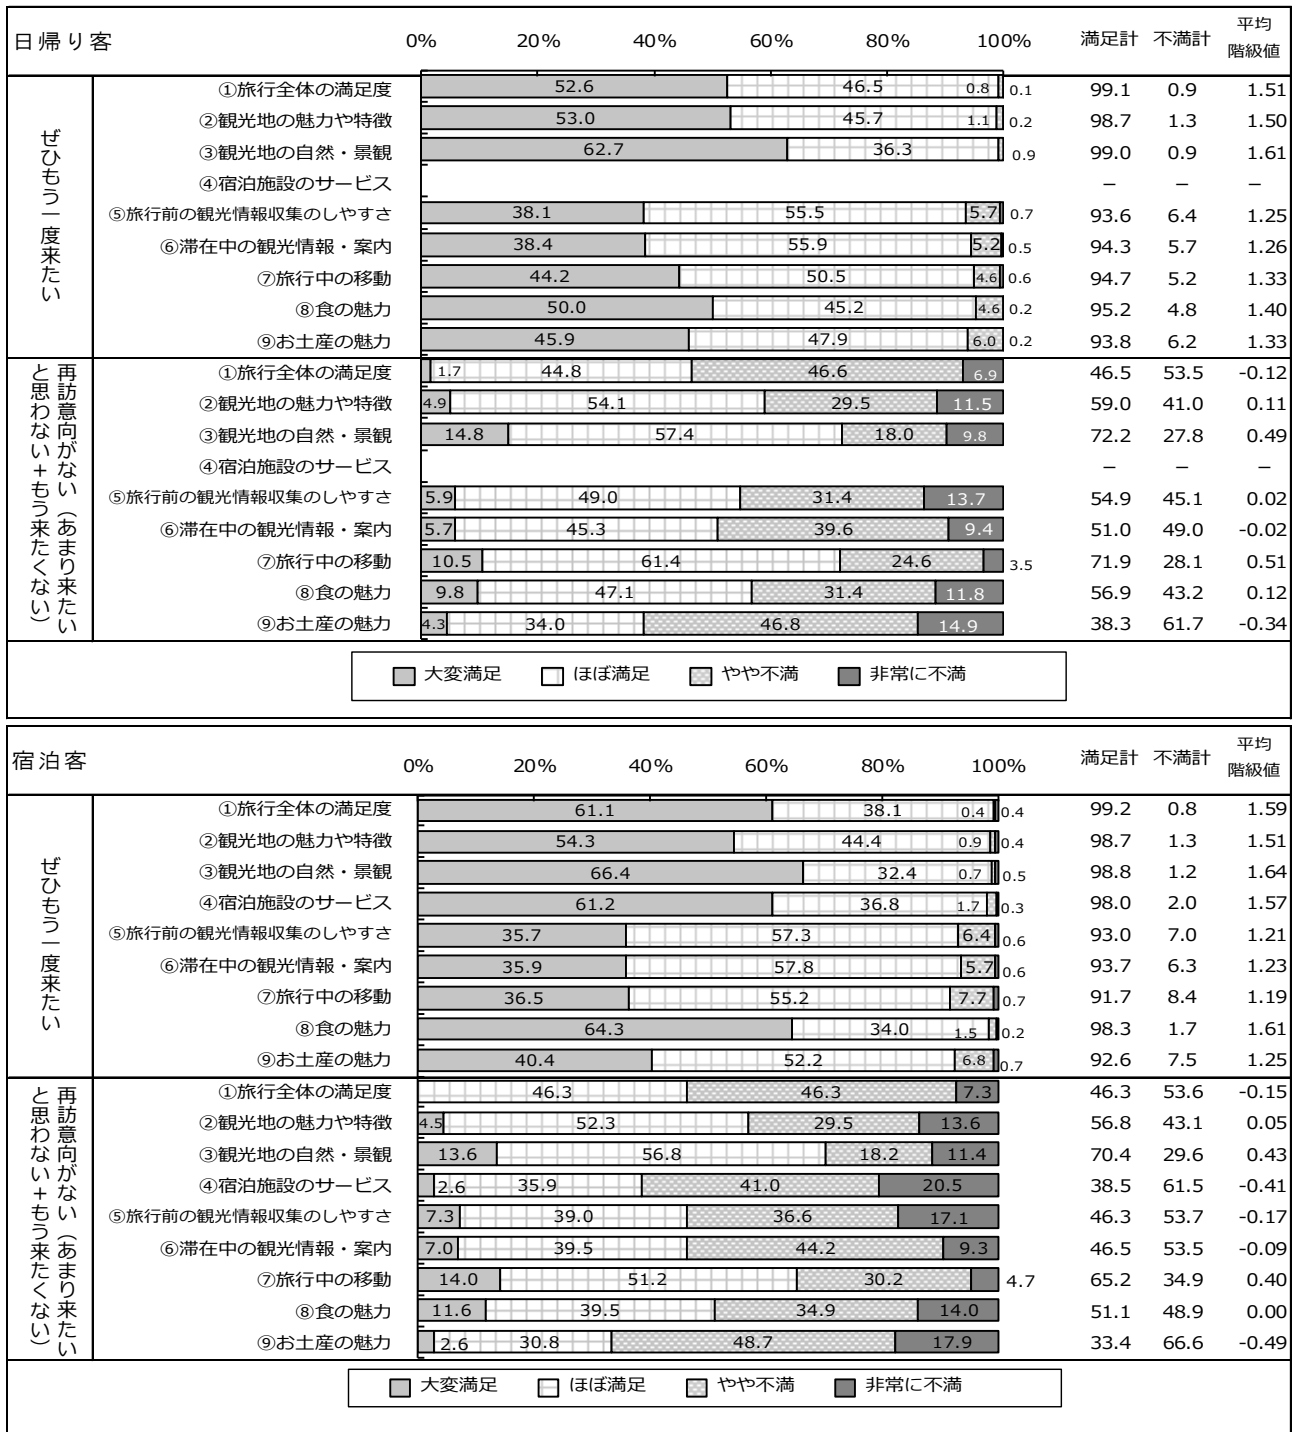 日帰り客 0% 20% 40% 60% 80% 100% 満足計 不満計 平均階級値
ぜひもう一度来たい
①旅行全体の満足度 52.6 46.5 0.8 0.1 99.1 0.9 1.51
②観光地の魅力や特徴 53.0 45.7 1.1 0.2 98.7 1.3 1.50
③観光地の自然・景観 62.7 36.3 0.9 99.0 0.9 1.61
④宿泊施設のサービス － － －
⑤旅行前の観光情報収集のしやすさ 38.1 55.5 5.7 0.7 93.6 6.4 1.25
⑥滞在中の観光情報・案内 38.4 55.9 5.2 0.5 94.3 5.7 1.26
⑦旅行中の移動 44.2 50.5 4.6 0.6 94.7 5.2 1.33
⑧食の魅力 50.0 45.2 4.6 0.2 95.2 4.8 1.40
⑨お土産の魅力 45.9 47.9 6.0 0.2 93.8 6.2 1.33
再訪意向がない（あまり来たい
と思わない＋もう来たくない）
①旅行全体の満足度 1.7 44.8 46.6 6.9 46.5 53.5 -0.12
②観光地の魅力や特徴 4.9 54.1 29.5 11.5 59.0 41.0 0.11
③観光地の自然・景観 14.8 57.4 18.0 9.8 72.2 27.8 0.49
④宿泊施設のサービス － － －
⑤旅行前の観光情報収集のしやすさ 5.9 49.0 31.4 13.7 54.9 45.1 0.02
⑥滞在中の観光情報・案内 5.7 45.3 39.6 9.4 51.0 49.0 -0.02
⑦旅行中の移動 10.5 61.4 24.6 3.5 71.9 28.1 0.51
⑧食の魅力 9.8 47.1 31.4 11.8 56.9 43.2 0.12
⑨お土産の魅力 4.3 34.0 46.8 14.9 38.3 61.7 -0.34
大変満足 ほぼ満足 やや不満 非常に不満
宿泊客 0% 20% 40% 60% 80% 100% 満足計 不満計 平均階級値
ぜひもう一度来たい
①旅行全体の満足度 61.1 38.1 0.4 0.4 99.2 0.8 1.59
②観光地の魅力や特徴 54.3 44.4 0.9 0.4 98.7 1.3 1.51
③観光地の自然・景観 66.4 32.4 0.7 0.5 98.8 1.2 1.64
④宿泊施設のサービス 61.2 36.8 1.7 0.3 98.0 2.0 1.57
⑤旅行前の観光情報収集のしやすさ 35.7 57.3 6.4 0.6 93.0 7.0 1.21
⑥滞在中の観光情報・案内 35.9 57.8 5.7 0.6 93.7 6.3 1.23
⑦旅行中の移動 36.5 55.2 7.7 0.7 91.7 8.4 1.19
⑧食の魅力 64.3 34.0 1.5 0.2 98.3 1.7 1.61
⑨お土産の魅力 40.4 52.2 6.8 0.7 92.6 7.5 1.25
再訪意向がない（あまり来たい
と思わない＋もう来たくない）
①旅行全体の満足度 46.3 46.3 7.3 46.3 53.6 -0.15
②観光地の魅力や特徴 4.5 52.3 29.5 13.6 56.8 43.1 0.05
③観光地の自然・景観 13.6 56.8 18.2 11.4 70.4 29.6 0.43
④宿泊施設のサービス 2.6 35.9 41.0 20.5 38.5 61.5 -0.41
⑤旅行前の観光情報収集のしやすさ 7.3 39.0 36.6 17.1 46.3 53.7 -0.17
⑥滞在中の観光情報・案内 7.0 39.5 44.2 9.3 46.5 53.5 -0.09
⑦旅行中の移動 14.0 51.2 30.2 4.7 65.2 34.9 0.40
⑧食の魅力 11.6 39.5 34.9 14.0 51.1 48.9 0.00
⑨お土産の魅力 2.6 30.8 48.7 17.9 33.4 66.6 -0.49
大変満足 ほぼ満足 やや不満 非常に不満